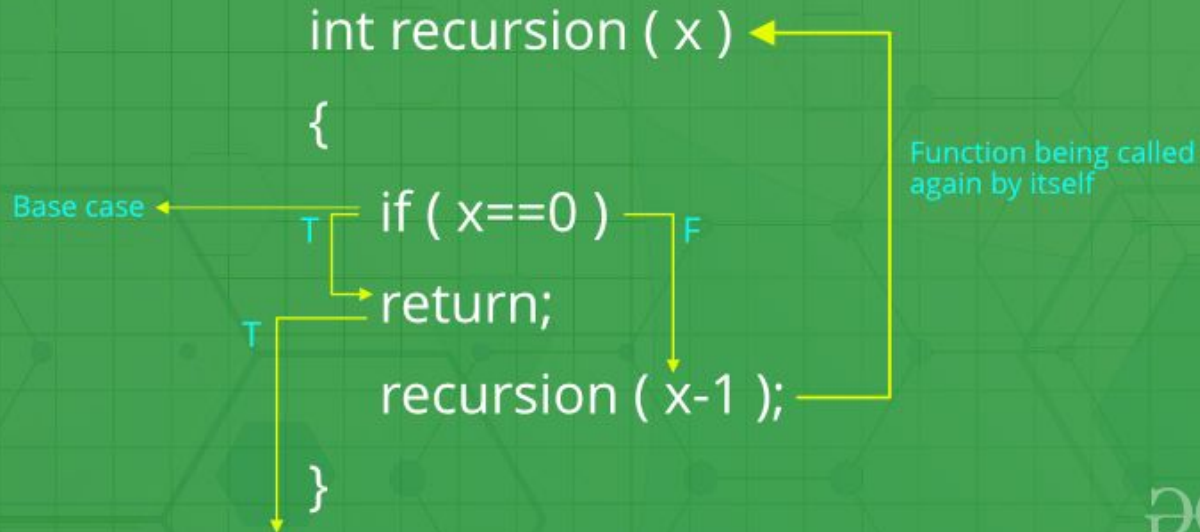 int recursion ( x )
{
Function being called
again by itself
Base case
if ( x==0 )
T
F
return;
T
recursion ( x-1 );
}